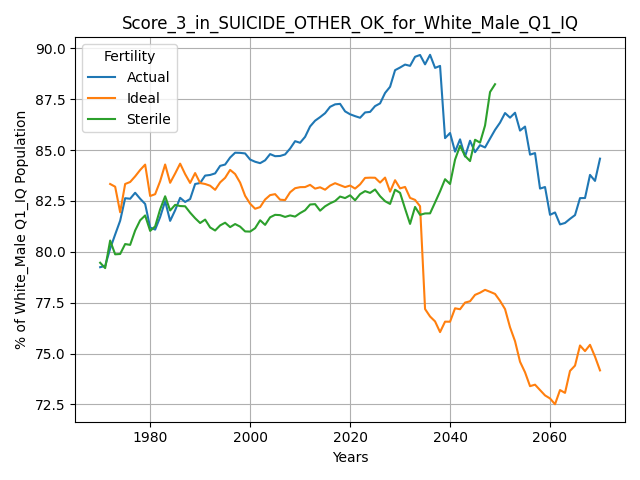 Score_3_in_SUICIDE_OTHER_OK_for_White_Male_Q1_IQ
Fertility
Actual
Ideal
Sterile
% of White_Male Q1_IQ Population
90.0
87.5
85.0
82.5
80.0
77.5
75.0
72.5
1980
2000
2020
2040
2060
Years